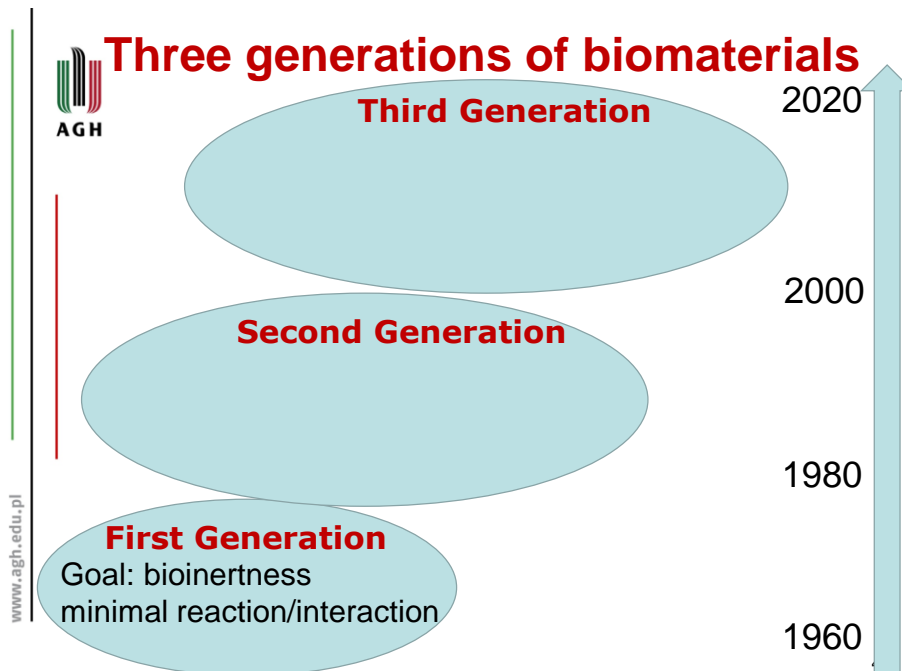 Three generations of biomaterials
AGH
Third Generation
2020
2000
Second Generation
1980
First Generation
Goal: bioinertness
minimal reaction/interaction
1960
www.agh.edu.pl